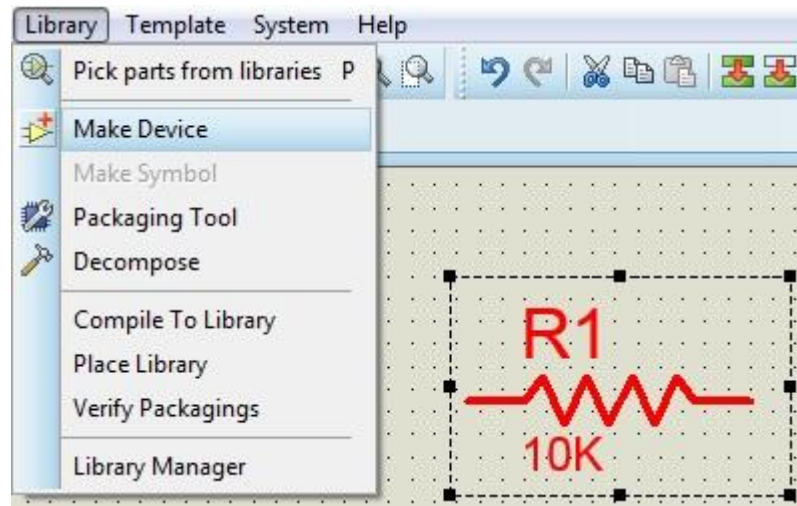 Library Template System Help
Pick parts from libraries P
Make Device
Make Symbol
Packaging Tool
Decompose
Compile To Library
Place Library
Verify Packagings
Library Manager
R1
10K